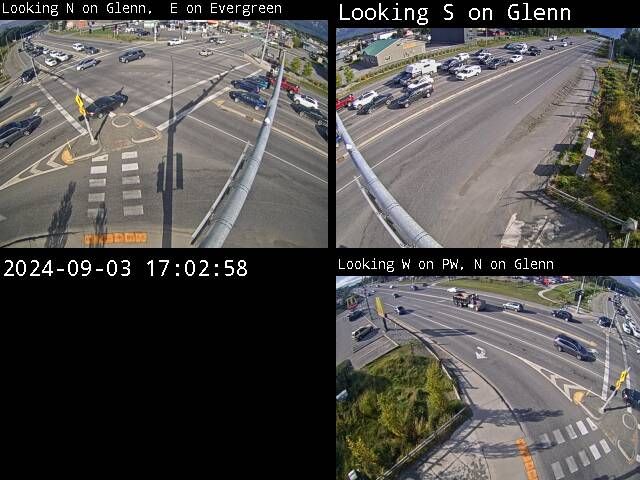 Looking N on Glenn,  E on Evergreen
Looking S on Glenn
2024-09-03 17:02:58
Looking W on PW, N on Glenn